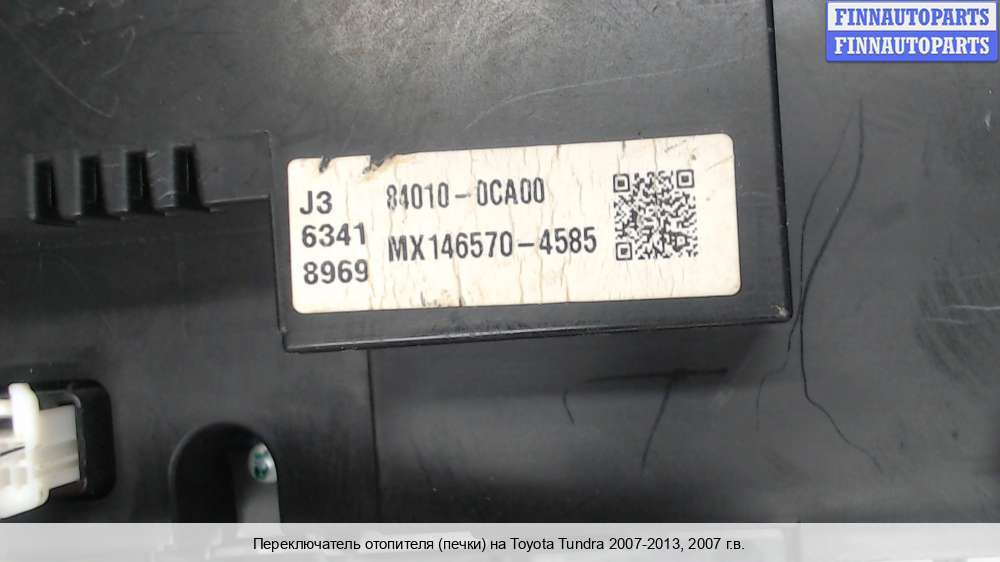 FINNAUTOPARTS
FINNAUTOPARTS
J3
6341
8969
84010-0CA00
MX146570-4585
Переключатель отопителя (печки) на Toyota Tundra 2007-2013, 2007 г.в.